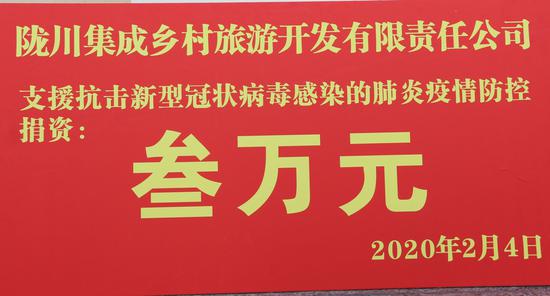 陇川集成乡村旅游开发有限责任公司
支援抗击新型冠状病毒感染的肺炎疫情防控
捐资：
叁万元
2020年2月4日